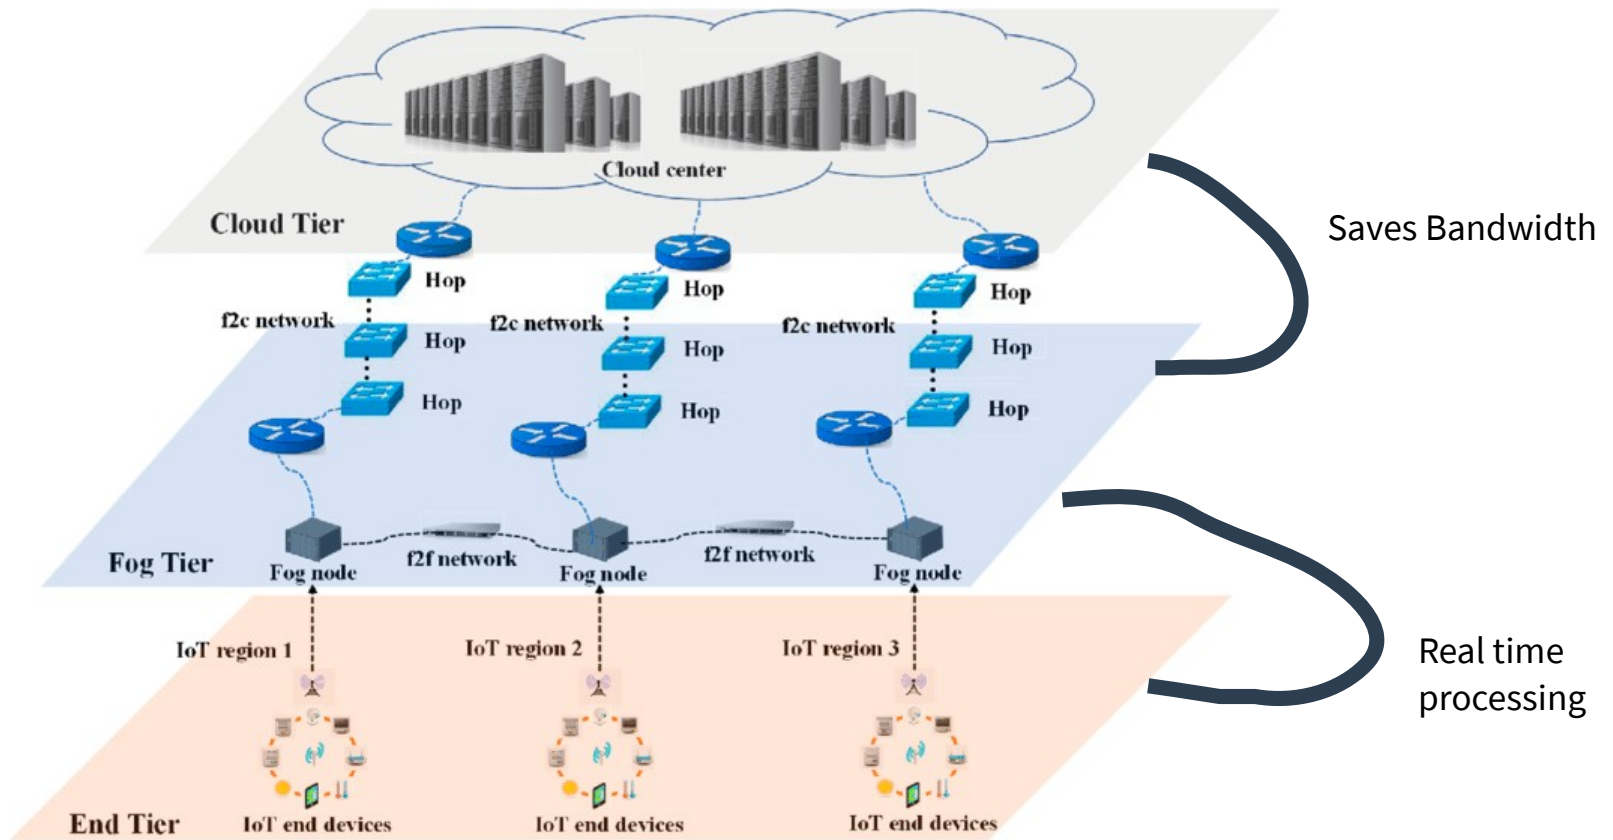 Cloud center
Cloud Tier
Saves Bandwidth
Hop
Hop
Hop
f2c network
f2c network
f2c network
Hop
Hop
Hop
Hop
Hop
Hop
Fog Tier
f2f network
f2f network
Fog node
Fog node
Fog node
IoT region 1
IoT region 2
IoT region 3
Real time
processing
End Tier
IoT end devices
IoT end devices
IoT end devices